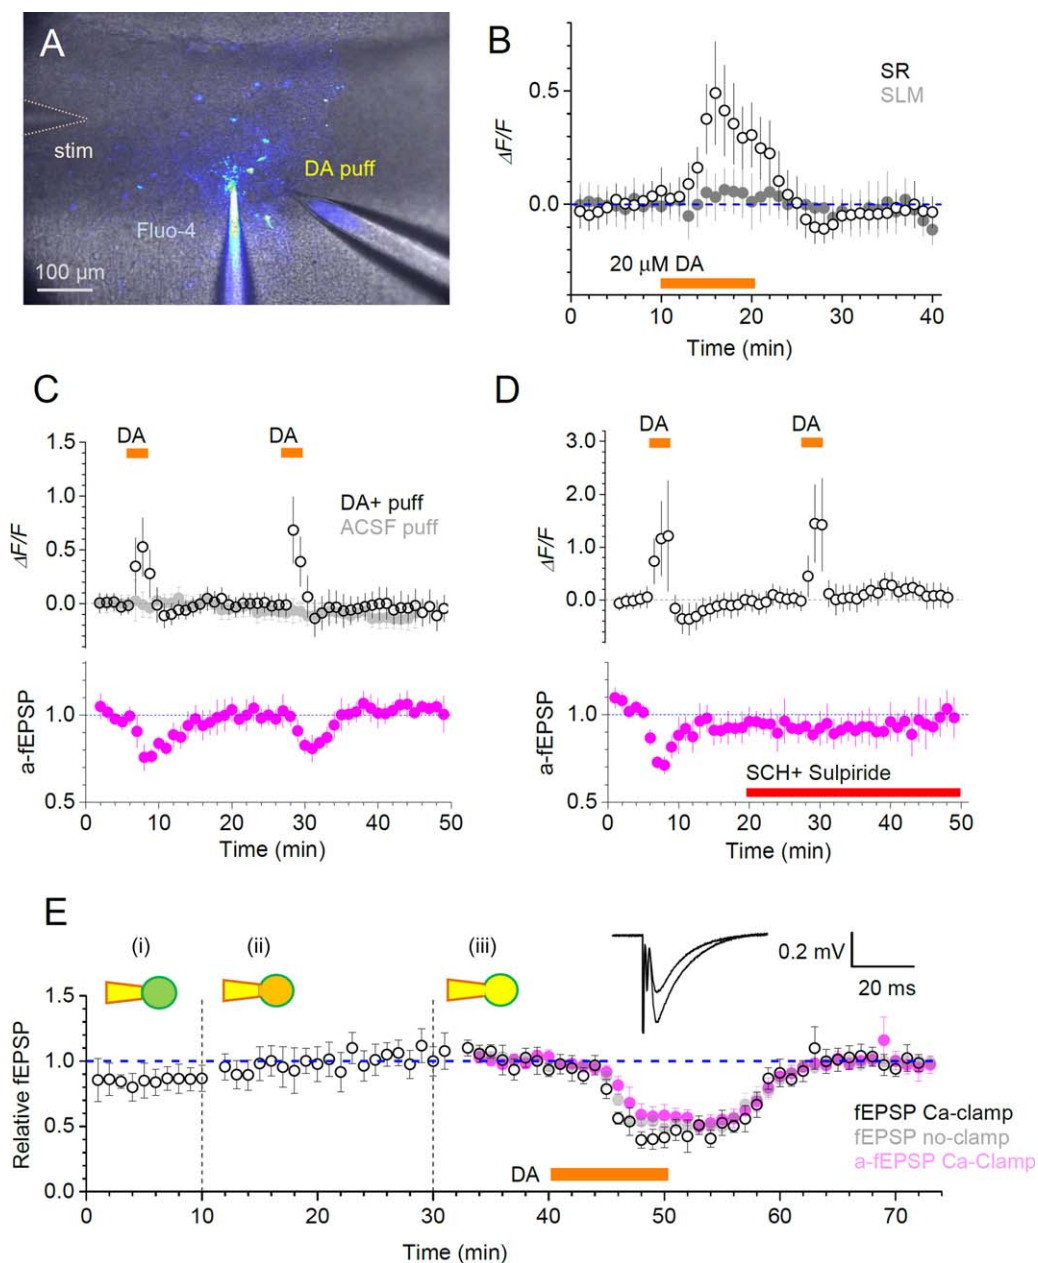 A
stim
DA puff
Fluo-4
100 µm
B
SR
SLM
ΔF/F
0.5
0.0
20 µM DA
0 10 20 30 40
Time (min)
C
DA DA
1.5
DA+ puff
ACSF puff
1.0
ΔF/F
0.5
0.0
a-fEPSP
1.0
0.5
0 10 20 30 40 50
Time (min)
D
DA DA
3.0
2.0
ΔF/F
1.0
0.0
a-fEPSP
1.0
SCH+ Sulpiride
0.5
0 10 20 30 40 50
Time (min)
E
(i) (ii) (iii)
0.2 mV
20 ms
1.5
1.0
Relative fEPSP
0.5
0.0
fEPSP Ca-clamp
fEPSP no-clamp
a-fEPSP Ca-Clamp
DA
0 10 20 30 40 50 60 70
Time (min)